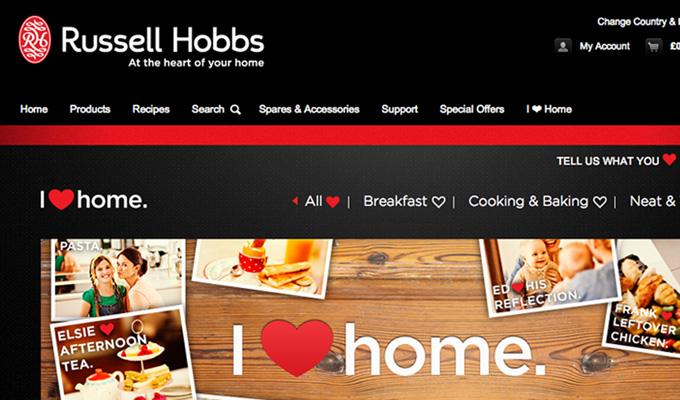 Change Country &
RH
Russell Hobbs
At the heart of your home
My Account
£0
Home Products Recipes Search Spares & Accessories Support Special Offers I ❤ Home
TELL US WHAT YOU ❤
I ❤ home.
All ❤ | Breakfast ♡ | Cooking & Baking ♡ | Neat &
PASTA.
ED ❤ HIS
REFLECTION.
FRANK ❤
LEFTOVER
CHICKEN.
ELSIE ❤
AFTERNOON
TEA.
I ❤ home.